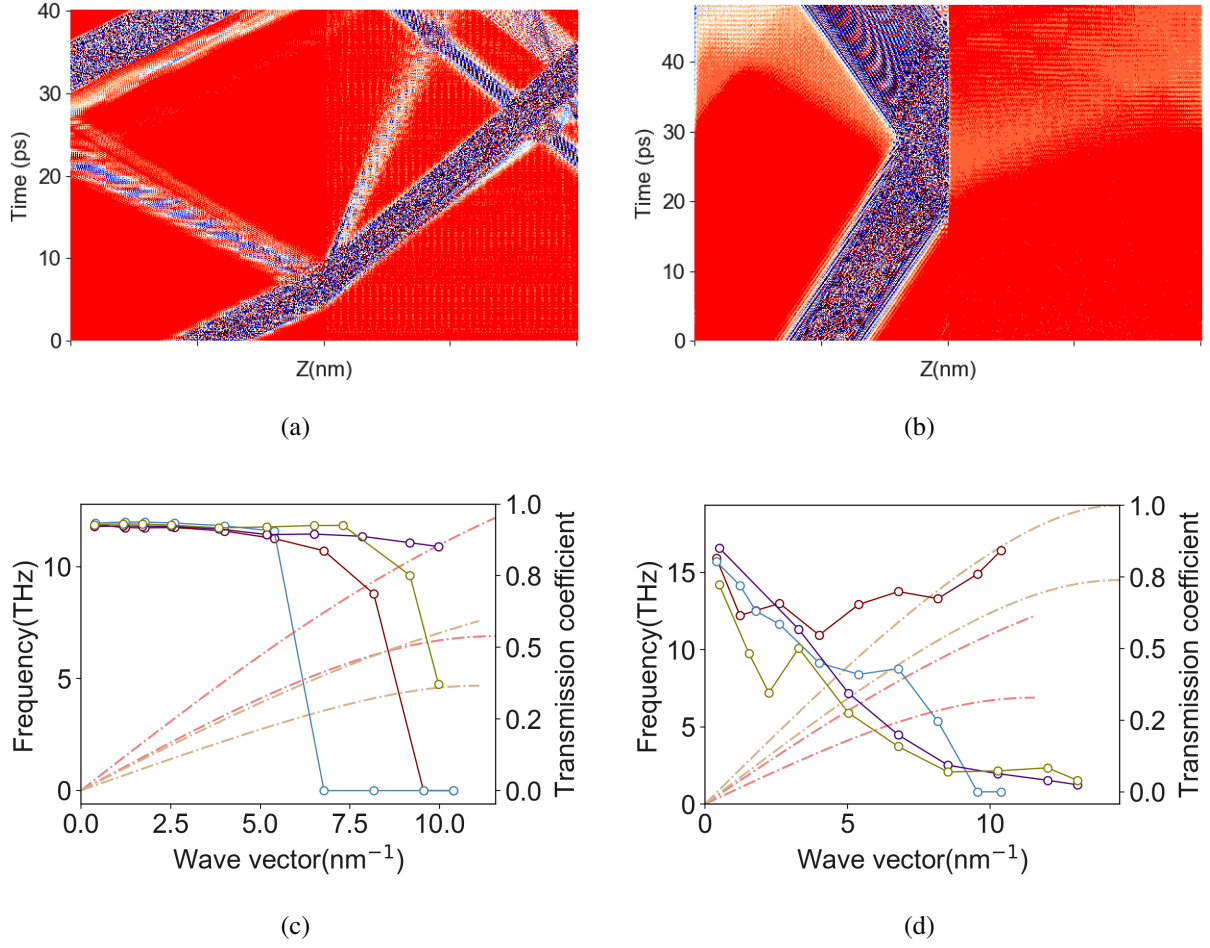 40
30
20
10
0
Time (ps)
Z(nm)
(a)
40
30
20
10
0
Time (ps)
Z(nm)
(b)
10
5
0
Frequency(THz)
1.0
0.8
0.5
0.2
0.0
Transmission coefficient
0.0 2.5 5.0 7.5 10.0
Wave vector(nm⁻¹)
(c)
15
10
5
0
Frequency(THz)
1.0
0.8
0.5
0.2
0.0
Transmission coefficient
0 5 10
Wave vector(nm⁻¹)
(d)